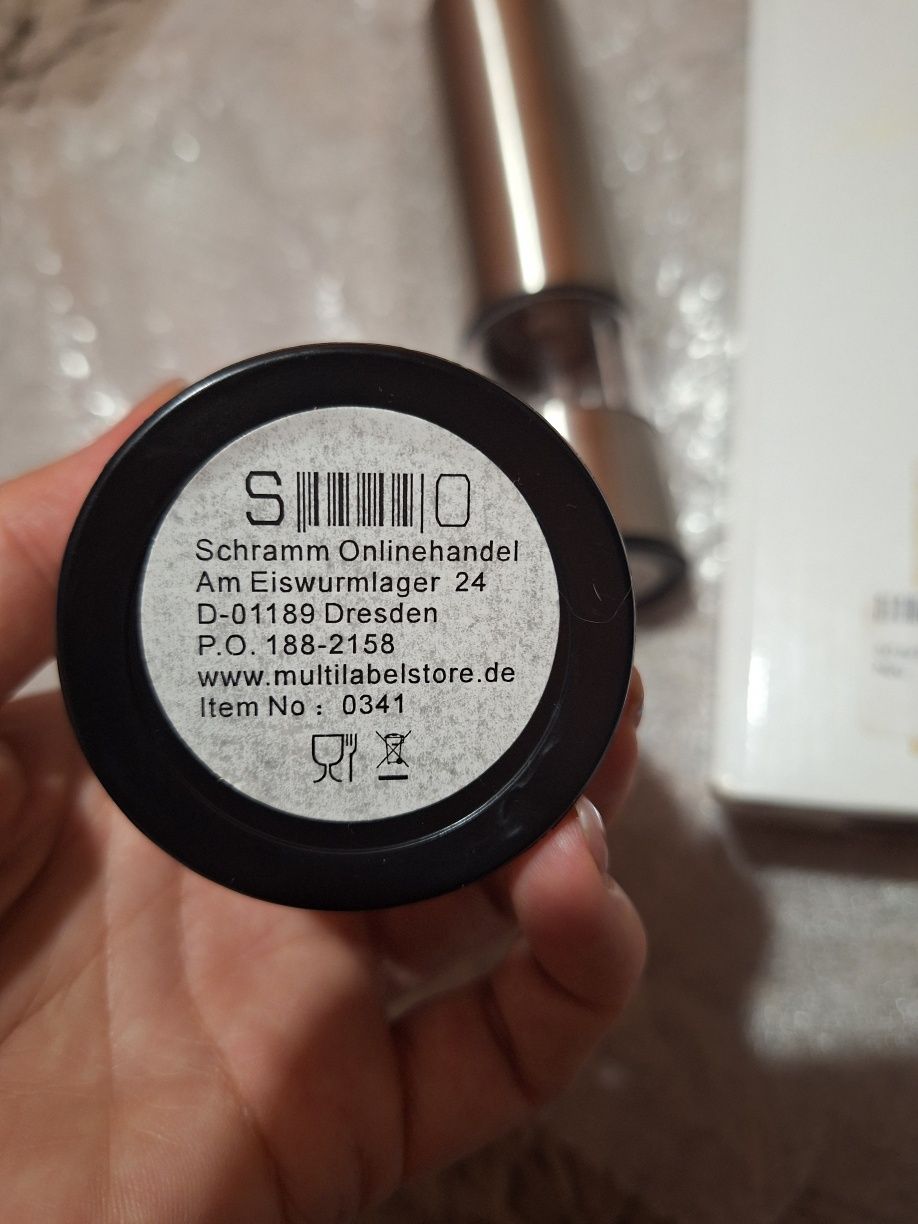 S O
Schramm Onlinehandel
Am Eiswurmlager 24
D-01189 Dresden
P.O. 188-2158
www.multilabelstore.de
Item No : 0341